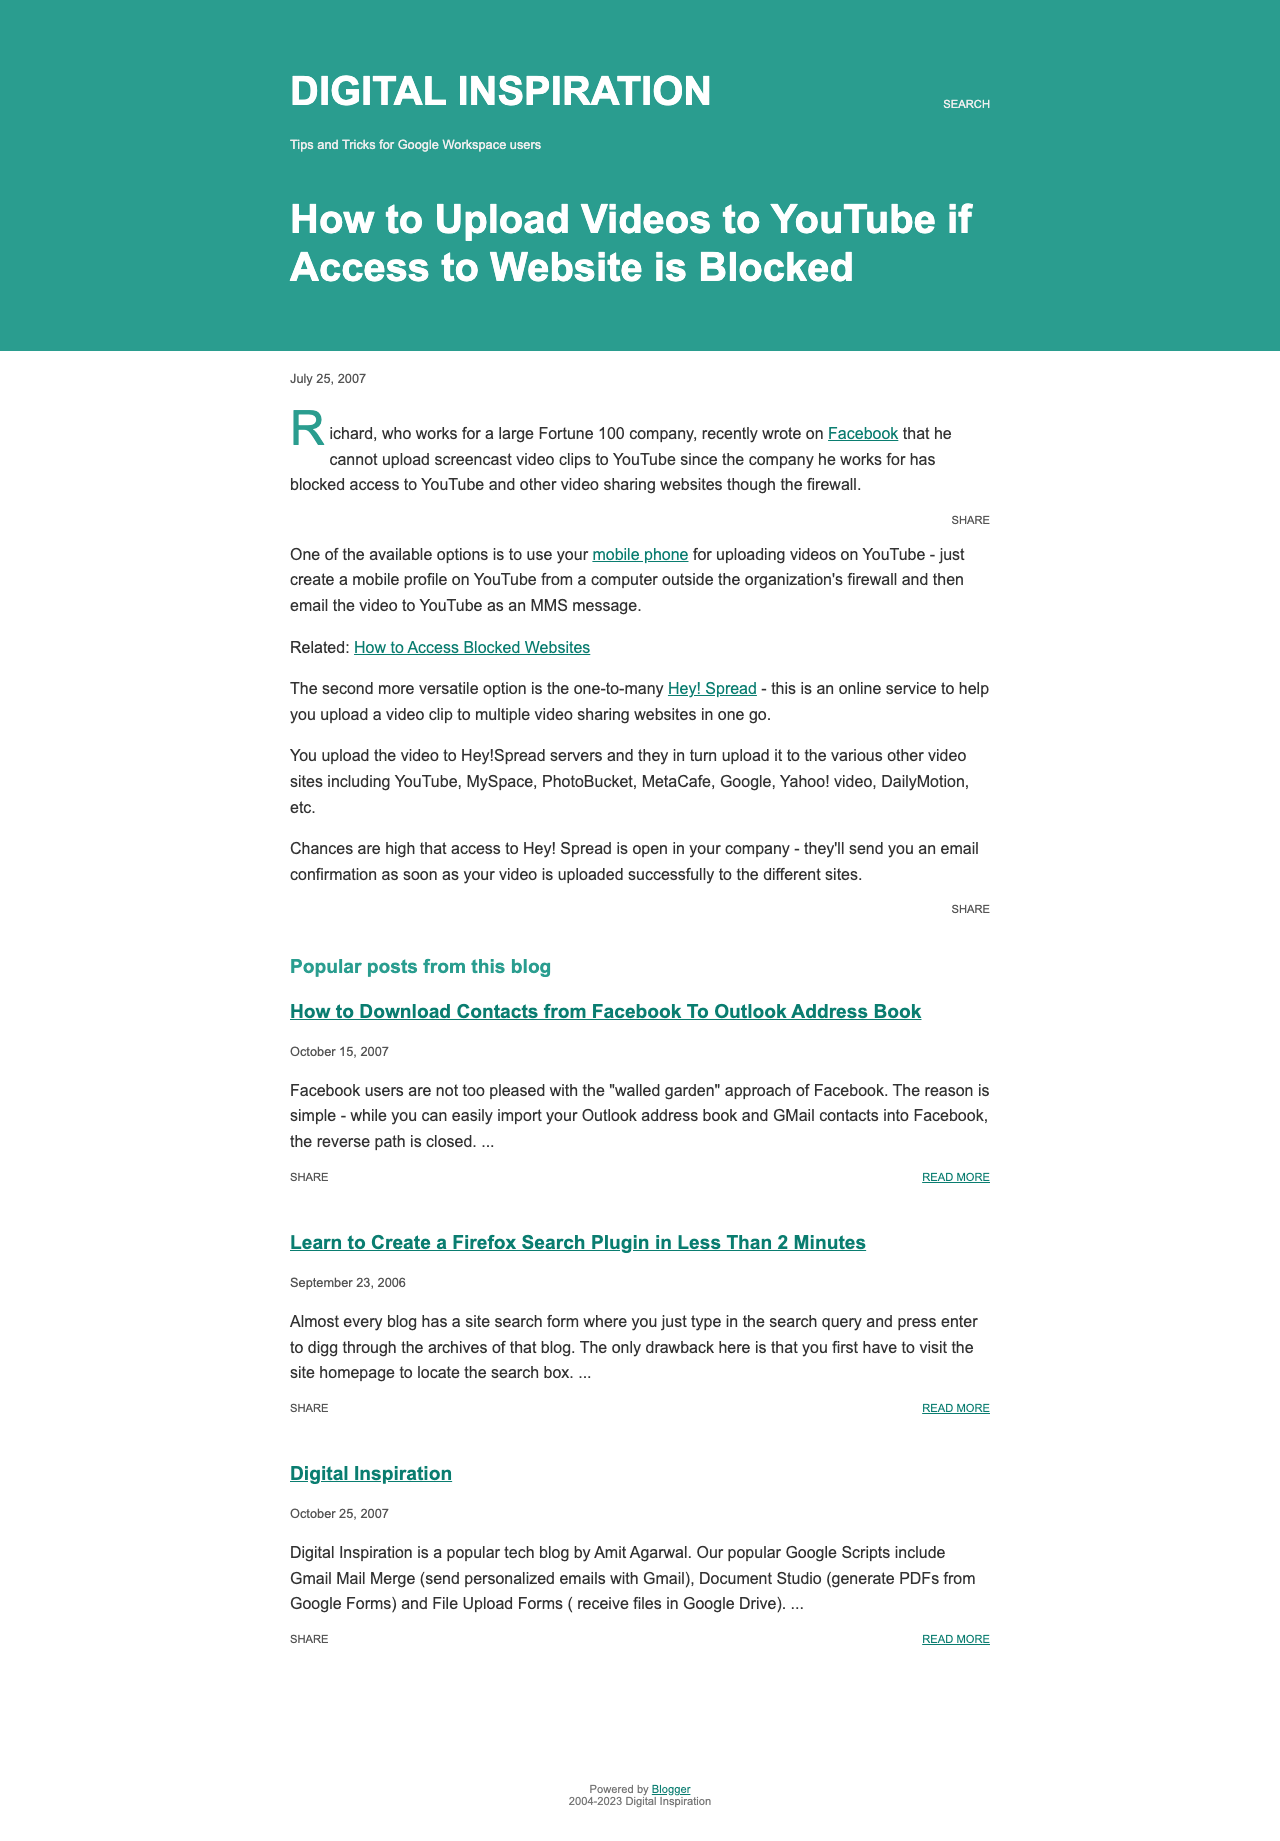 DIGITAL INSPIRATION
SEARCH
Tips and Tricks for Google Workspace users
How to Upload Videos to YouTube if
Access to Website is Blocked
July 25, 2007
Richard, who works for a large Fortune 100 company, recently wrote on Facebook that he
cannot upload screencast video clips to YouTube since the company he works for has
blocked access to YouTube and other video sharing websites though the firewall.
SHARE
One of the available options is to use your mobile phone for uploading videos on YouTube - just
create a mobile profile on YouTube from a computer outside the organization's firewall and then
email the video to YouTube as an MMS message.
Related: How to Access Blocked Websites
The second more versatile option is the one-to-many Hey! Spread - this is an online service to help
you upload a video clip to multiple video sharing websites in one go.
You upload the video to Hey!Spread servers and they in turn upload it to the various other video
sites including YouTube, MySpace, PhotoBucket, MetaCafe, Google, Yahoo! video, DailyMotion,
etc.
Chances are high that access to Hey! Spread is open in your company - they'll send you an email
confirmation as soon as your video is uploaded successfully to the different sites.
SHARE
Popular posts from this blog
How to Download Contacts from Facebook To Outlook Address Book
October 15, 2007
Facebook users are not too pleased with the "walled garden" approach of Facebook. The reason is
simple - while you can easily import your Outlook address book and GMail contacts into Facebook,
the reverse path is closed. ...
SHARE
READ MORE
Learn to Create a Firefox Search Plugin in Less Than 2 Minutes
September 23, 2006
Almost every blog has a site search form where you just type in the search query and press enter
to digg through the archives of that blog. The only drawback here is that you first have to visit the
site homepage to locate the search box. ...
SHARE
READ MORE
Digital Inspiration
October 25, 2007
Digital Inspiration is a popular tech blog by Amit Agarwal. Our popular Google Scripts include
Gmail Mail Merge (send personalized emails with Gmail), Document Studio (generate PDFs from
Google Forms) and File Upload Forms ( receive files in Google Drive). ...
SHARE
READ MORE
Powered by Blogger
2004-2023 Digital Inspiration